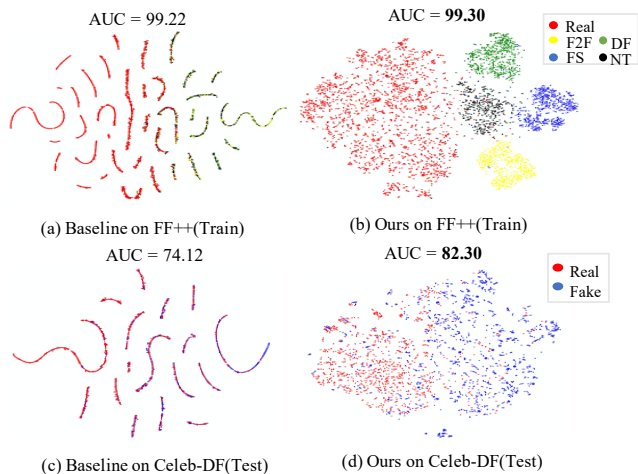 AUC = 99.22
AUC = 99.30
Real
F2F DF
FS NT
(a) Baseline on FF++(Train)
(b) Ours on FF++(Train)
AUC = 74.12
AUC = 82.30
Real
Fake
(c) Baseline on Celeb-DF(Test)
(d) Ours on Celeb-DF(Test)